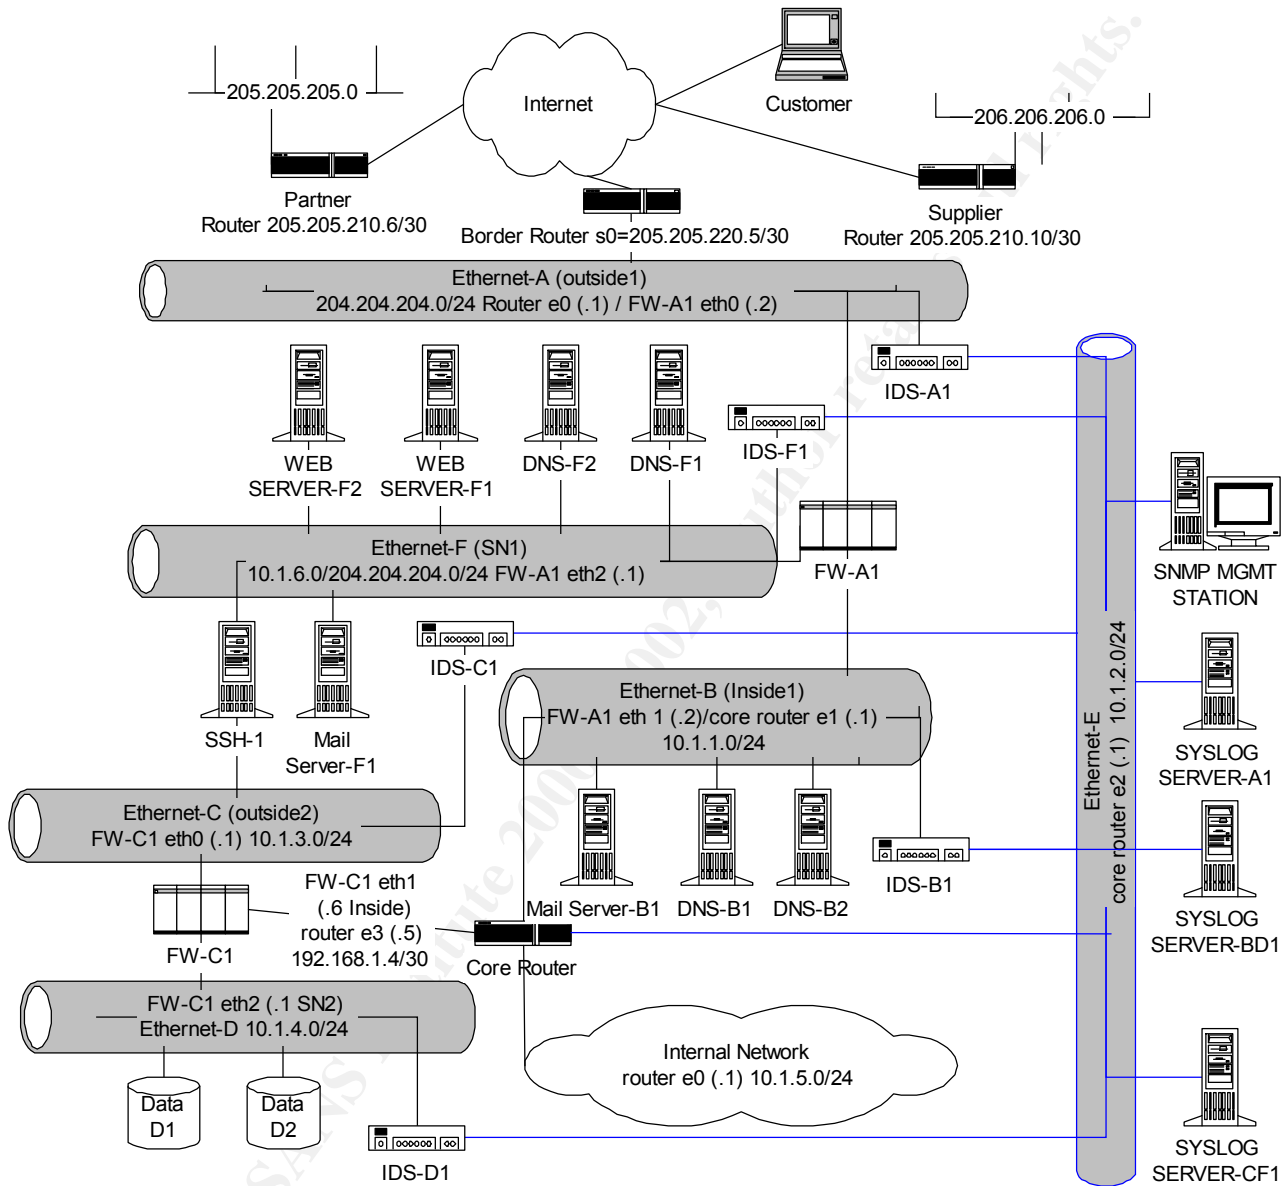 205.205.205.0
Internet
Customer
206.206.206.0
Partner
Router 205.205.210.6/30
Border Router s0=205.205.220.5/30
Supplier
Router 205.205.210.10/30
Ethernet-A (outside1)
204.204.204.0/24 Router e0 (.1) / FW-A1 eth0 (.2)
IDS-A1
IDS-F1
WEB
SERVER-F2
WEB
SERVER-F1
DNS-F2
DNS-F1
Ethernet-F (SN1)
10.1.6.0/204.204.204.0/24 FW-A1 eth2 (.1)
FW-A1
SNMP MGMT
STATION
IDS-C1
SSH-1
Mail
Server-F1
Ethernet-B (Inside1)
FW-A1 eth 1 (.2)/core router e1 (.1)
10.1.1.0/24
Ethernet-E
core router e2 (.1) 10.1.2.0/24
SYSLOG
SERVER-A1
Ethernet-C (outside2)
FW-C1 eth0 (.1) 10.1.3.0/24
Mail Server-B1
DNS-B1
DNS-B2
IDS-B1
SYSLOG
SERVER-BD1
FW-C1 eth1
(.6 Inside)
router e3 (.5)
192.168.1.4/30
FW-C1
Core Router
FW-C1 eth2 (.1 SN2)
Ethernet-D 10.1.4.0/24
Internal Network
router e0 (.1) 10.1.5.0/24
Data
D1
Data
D2
IDS-D1
SYSLOG
SERVER-CF1
SANS Institute 2000 - 2002, Author retains full rights.